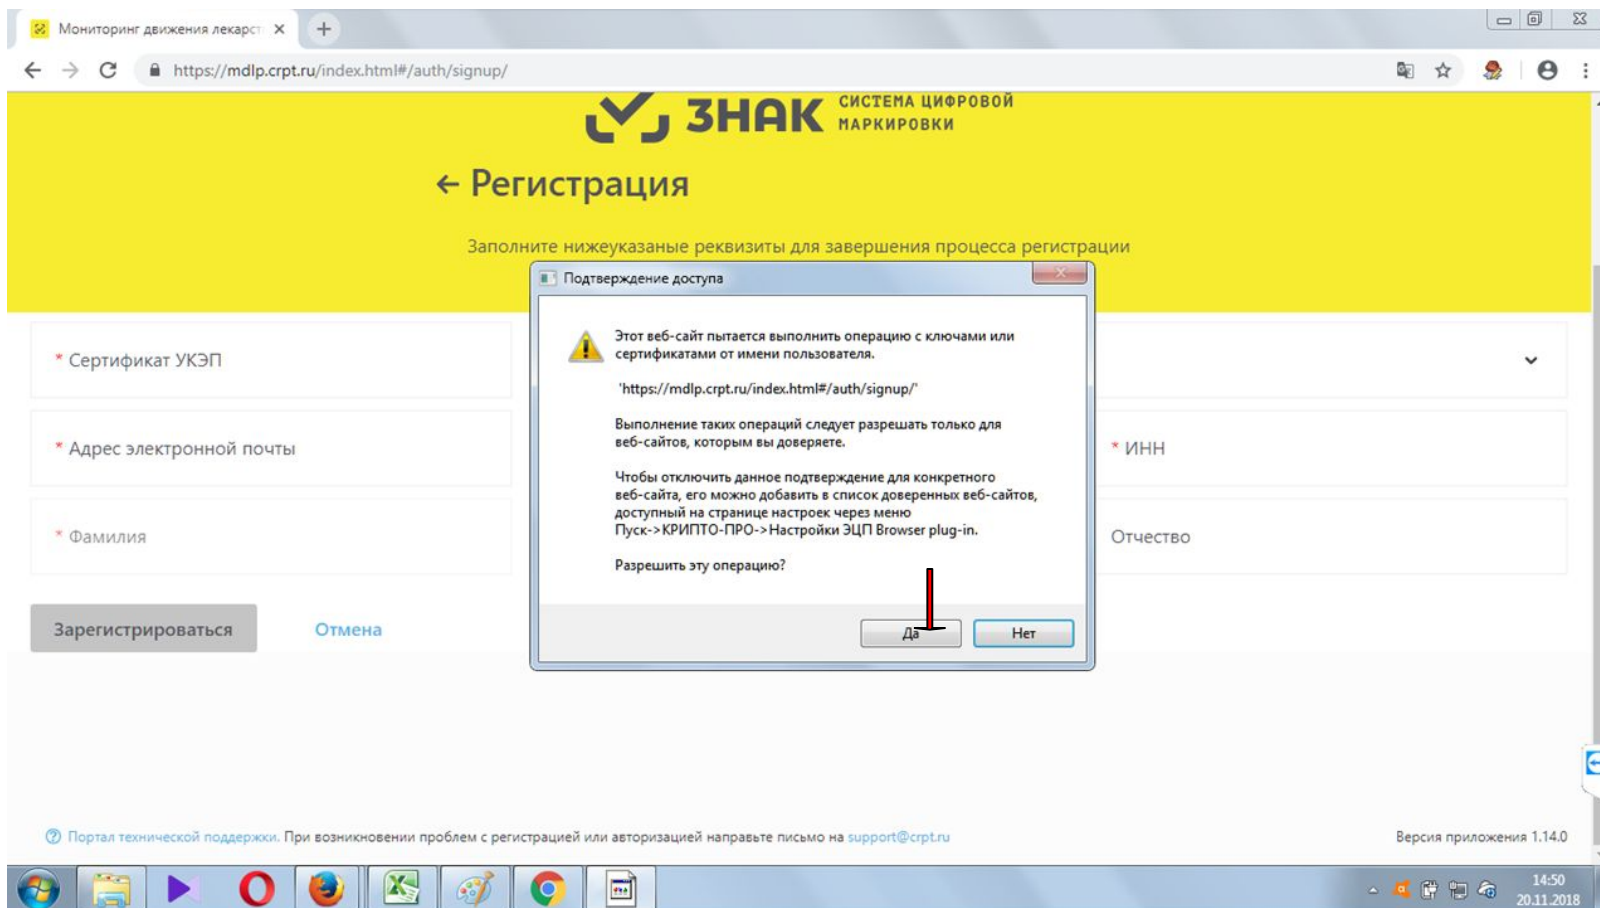 Мониторинг движения лекарст
https://mdlp.crpt.ru/index.html#/auth/signup/
ЗНАК
СИСТЕМА ЦИФРОВОЙ
МАРКИРОВКИ
← Регистрация
Заполните нижеуказаные реквизиты для завершения процесса регистрации
Подтверждение доступа
Этот веб-сайт пытается выполнить операцию с ключами или
сертификатами от имени пользователя.
'https://mdlp.crpt.ru/index.html#/auth/signup/'
Выполнение таких операций следует разрешать только для
веб-сайтов, которым вы доверяете.
Чтобы отключить данное подтверждение для конкретного
веб-сайта, его можно добавить в список доверенных веб-сайтов,
доступный на странице настроек через меню
Пуск->КРИПТО-ПРО->Настройки ЭЦП Browser plug-in.
Разрешить эту операцию?
Да
Нет
* Сертификат УКЭП
* Адрес электронной почты
* ИНН
* Фамилия
Отчество
Зарегистрироваться
Отмена
Портал технической поддержки. При возникновении проблем с регистрацией или авторизацией направьте письмо на support@crpt.ru
Версия приложения 1.14.0
14:50
20.11.2018